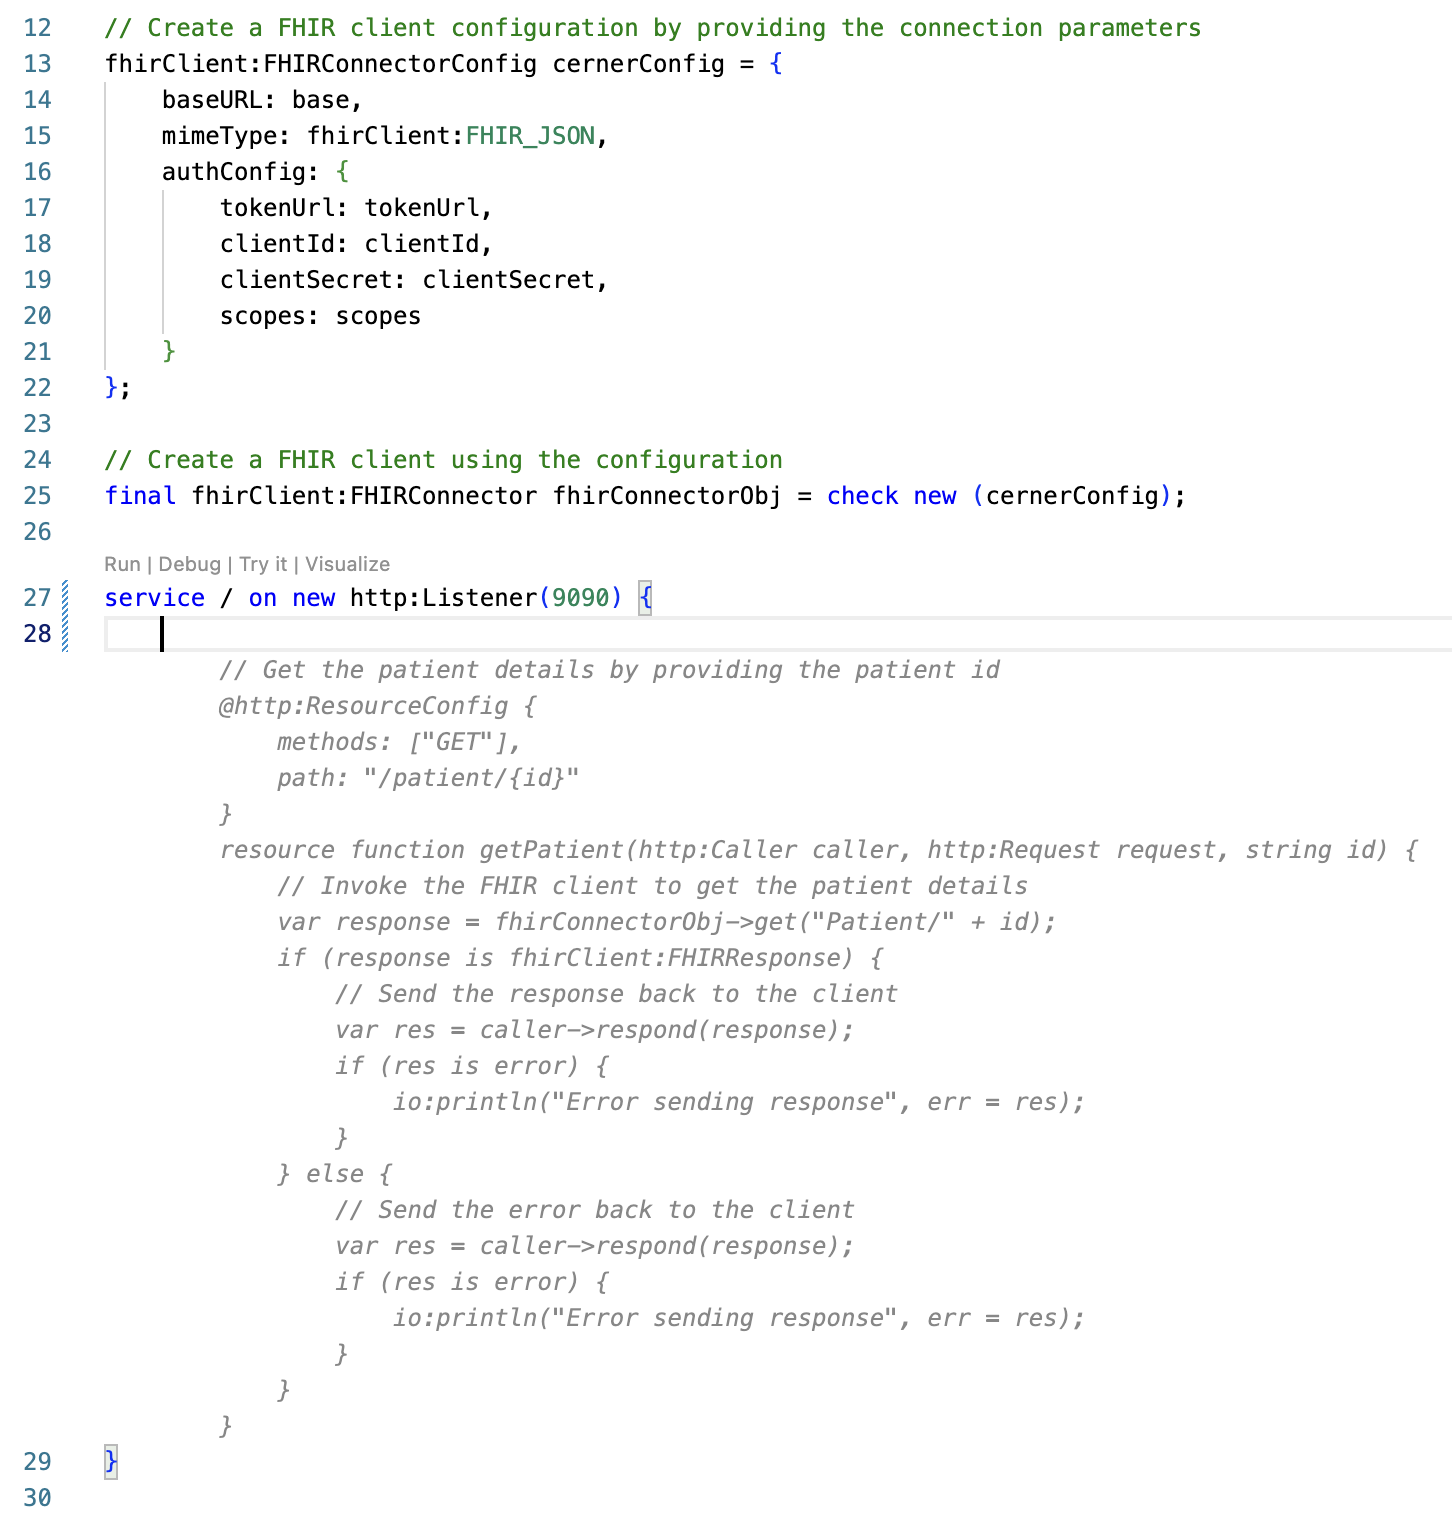 12 // Create a FHIR client configuration by providing the connection parameters
13 fhirClient:FHIRConnectorConfig cernerConfig = {
14     baseURL: base,
15     mimeType: fhirClient:FHIR_JSON,
16     authConfig: {
17         tokenUrl: tokenUrl,
18         clientId: clientId,
19         clientSecret: clientSecret,
20         scopes: scopes
21     }
22 };
23
24 // Create a FHIR client using the configuration
25 final fhirClient:FHIRConnector fhirConnectorObj = check new (cernerConfig);
26
Run | Debug | Try it | Visualize
27 service / on new http:Listener(9090) {
28
        // Get the patient details by providing the patient id
        @http:ResourceConfig {
            methods: ["GET"],
            path: "/patient/{id}"
        }
        resource function getPatient(http:Caller caller, http:Request request, string id) {
            // Invoke the FHIR client to get the patient details
            var response = fhirConnectorObj->get("Patient/" + id);
            if (response is fhirClient:FHIRResponse) {
                // Send the response back to the client
                var res = caller->respond(response);
                if (res is error) {
                    io:println("Error sending response", err = res);
                }
            } else {
                // Send the error back to the client
                var res = caller->respond(response);
                if (res is error) {
                    io:println("Error sending response", err = res);
                }
            }
        }
29 }
30